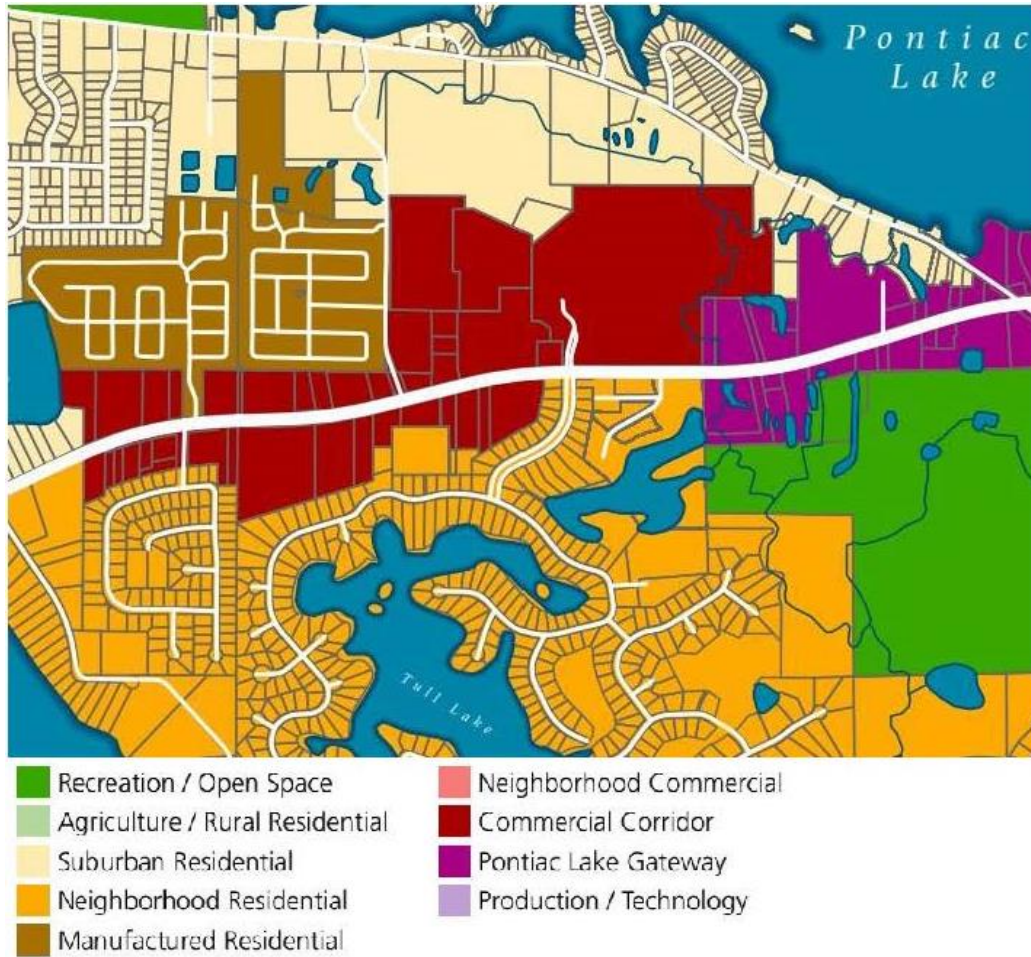 Pontiac
Lake
Tull Lake
Recreation / Open Space
Agriculture / Rural Residential
Suburban Residential
Neighborhood Residential
Manufactured Residential
Neighborhood Commercial
Commercial Corridor
Pontiac Lake Gateway
Production / Technology